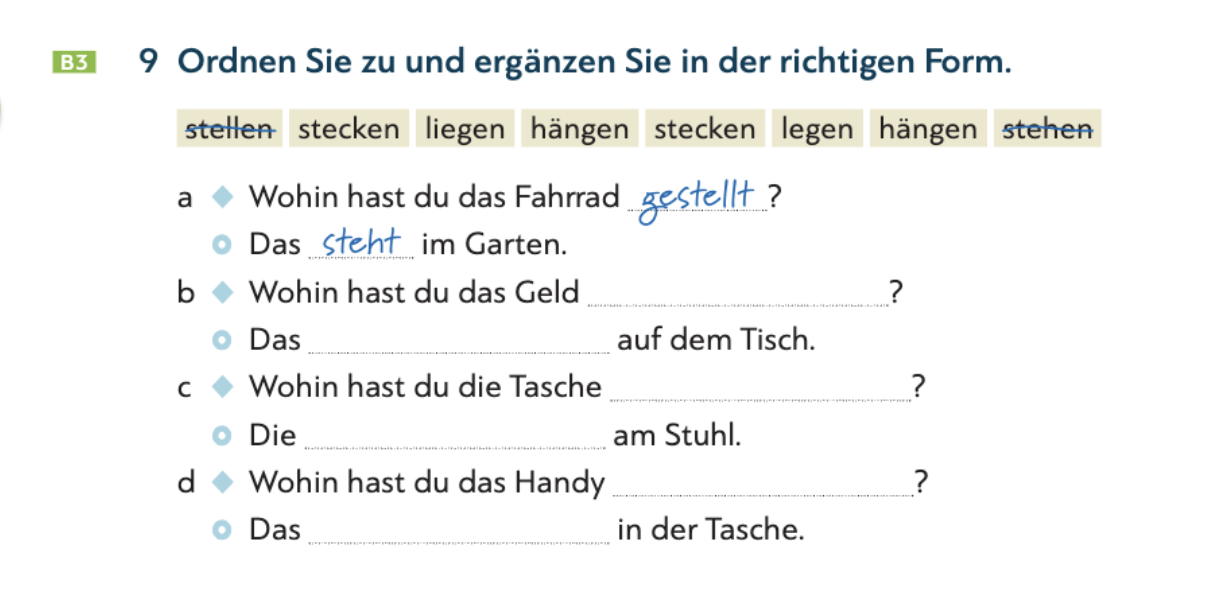 B3 9 Ordnen Sie zu und ergänzen Sie in der richtigen Form.
stellen stecken liegen hängen stecken legen hängen stehen
a Wohin hast du das Fahrrad gestellt ?
Das steht im Garten.
b Wohin hast du das Geld ?
Das auf dem Tisch.
c Wohin hast du die Tasche ?
Die am Stuhl.
d Wohin hast du das Handy ?
Das in der Tasche.